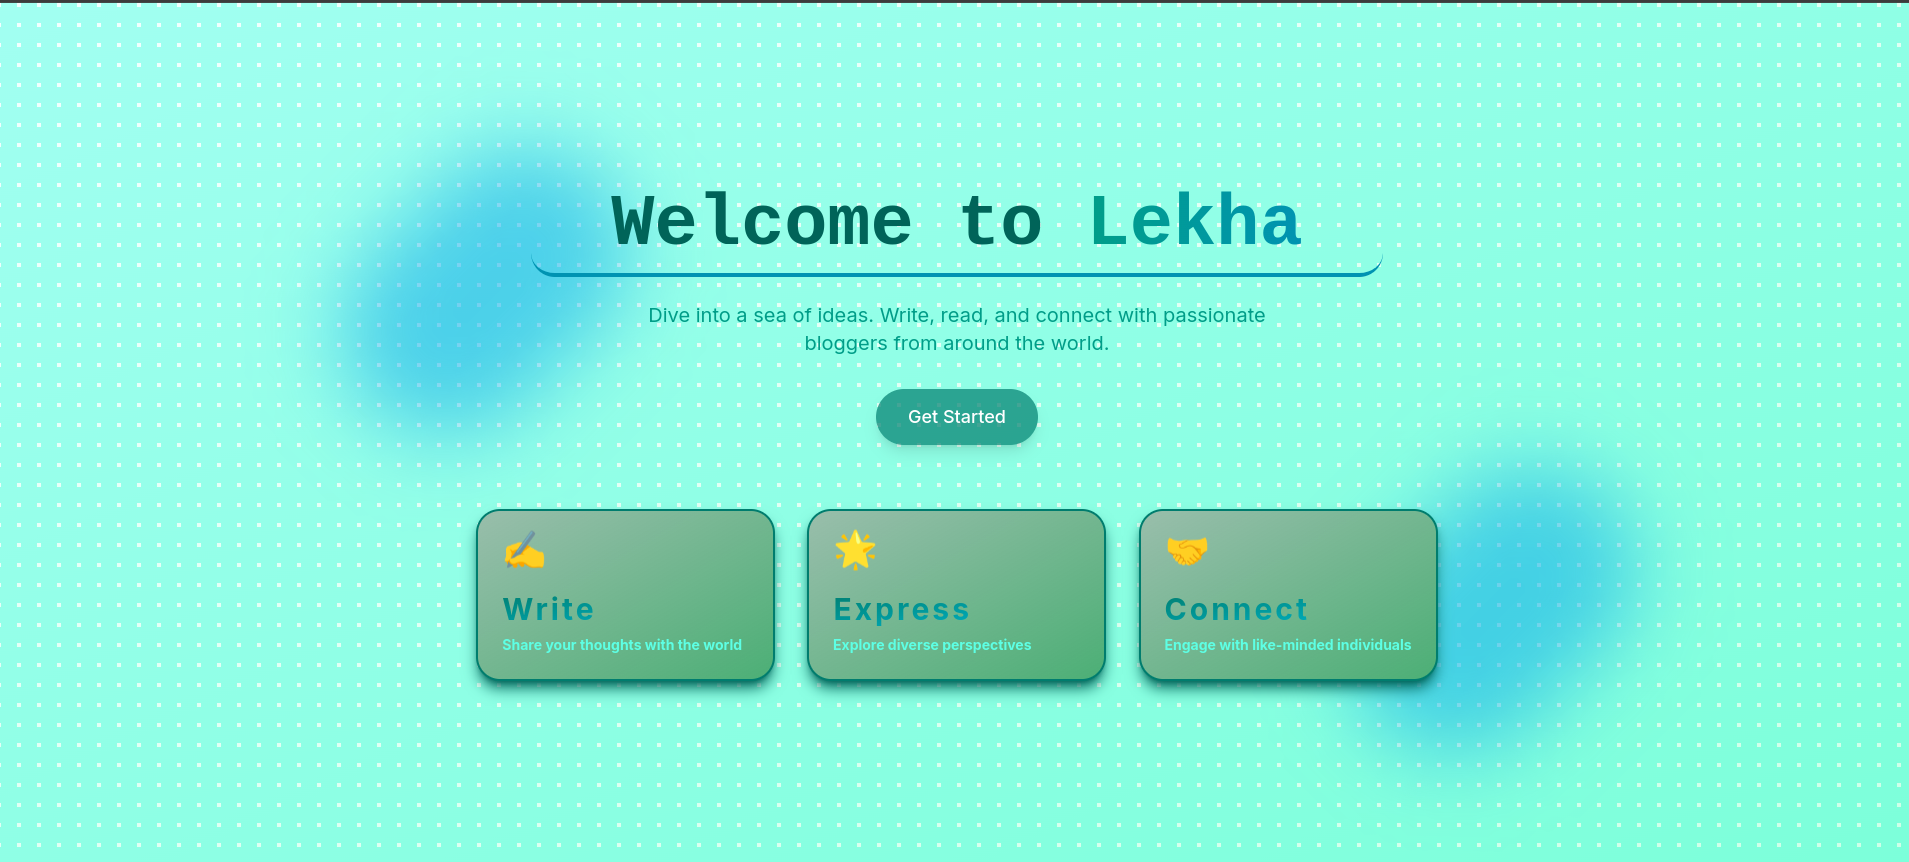 Welcome to Lekha
Dive into a sea of ideas. Write, read, and connect with passionate
bloggers from around the world.
Get Started
Write
Share your thoughts with the world
Express
Explore diverse perspectives
Connect
Engage with like-minded individuals